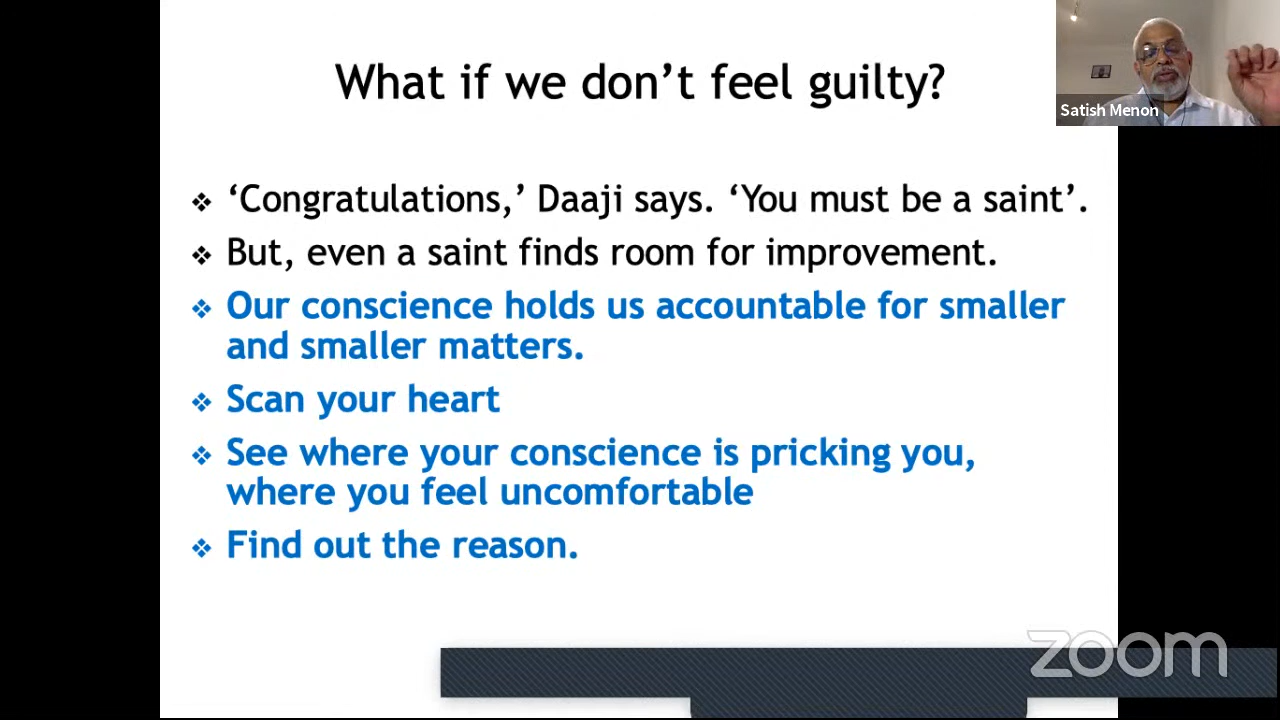 What if we don’t feel guilty?
Satish Menon
❖ ‘Congratulations,’ Daaji says. ‘You must be a saint’.
❖ But, even a saint finds room for improvement.
❖ Our conscience holds us accountable for smaller
and smaller matters.
❖ Scan your heart
❖ See where your conscience is pricking you,
where you feel uncomfortable
❖ Find out the reason.
zoom